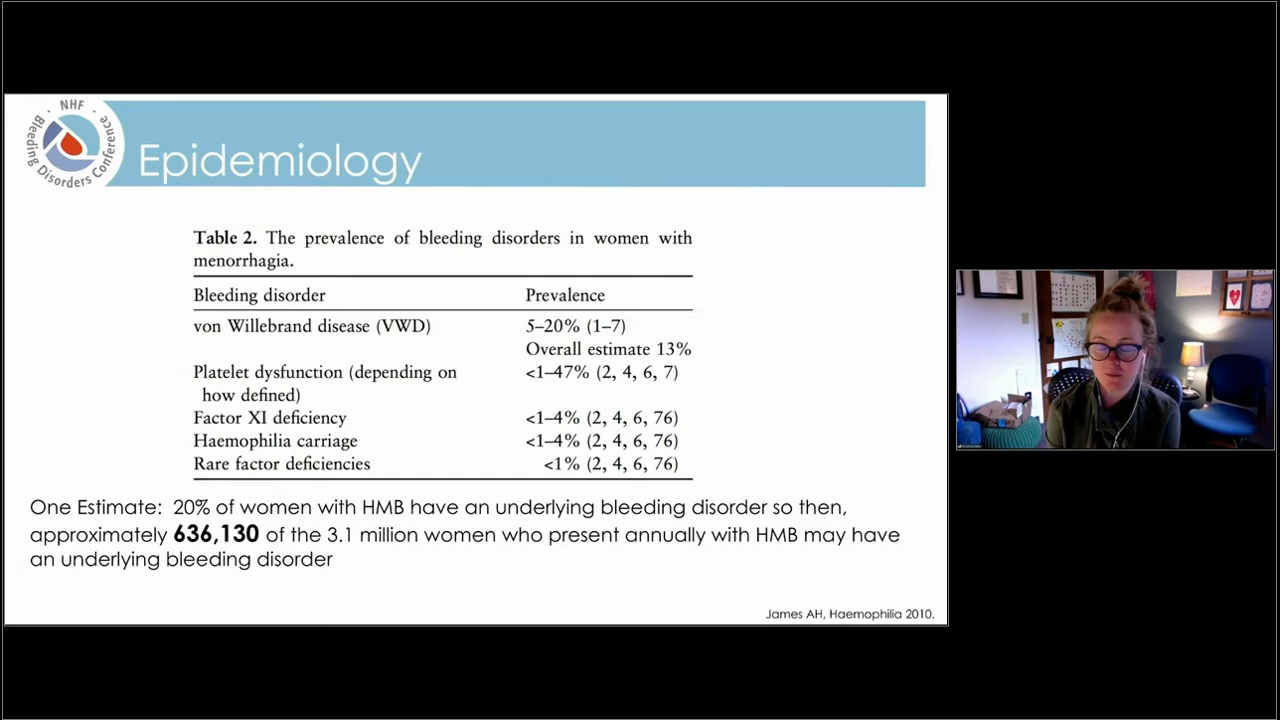 · NHF ·
Bleeding Disorders Conference
Epidemiology
Table 2. The prevalence of bleeding disorders in women with
menorrhagia.
Bleeding disorder Prevalence
von Willebrand disease (VWD) 5–20% (1–7)
Overall estimate 13%
Platelet dysfunction (depending on <1–47% (2, 4, 6, 7)
how defined)
Factor XI deficiency <1–4% (2, 4, 6, 76)
Haemophilia carriage <1–4% (2, 4, 6, 76)
Rare factor deficiencies <1% (2, 4, 6, 76)
One Estimate: 20% of women with HMB have an underlying bleeding disorder so then,
approximately 636,130 of the 3.1 million women who present annually with HMB may have
an underlying bleeding disorder
James AH, Haemophilia 2010.